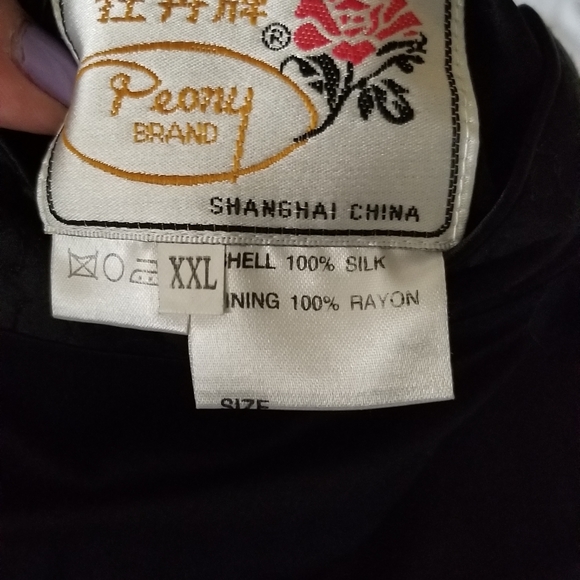 牡丹牌
®
Peony
BRAND
SHANGHAI CHINA
XXL
HELL 100% SILK
INING 100% RAYON
SIZE